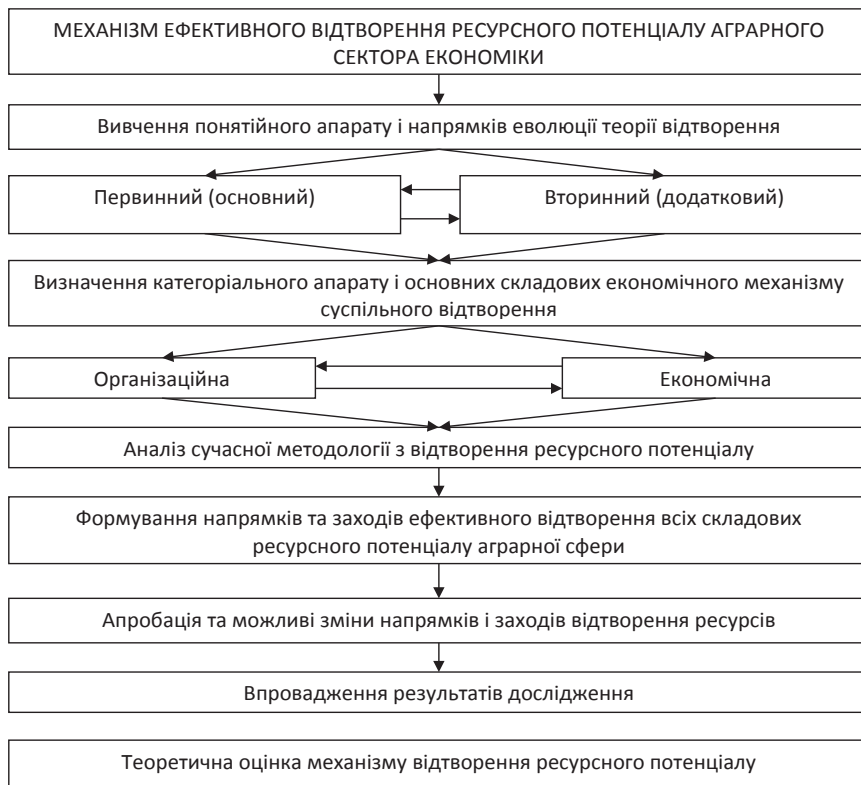 МЕХАНІЗМ ЕФЕКТИВНОГО ВІДТВОРЕННЯ РЕСУРСНОГО ПОТЕНЦІАЛУ АГРАРНОГО
СЕКТОРА ЕКОНОМІКИ
Вивчення понятійного апарату і напрямків еволюції теорії відтворення
Первинний (основний)
Вторинний (додатковий)
Визначення категоріального апарату і основних складових економічного механізму
суспільного відтворення
Організаційна
Економічна
Аналіз сучасної методології з відтворення ресурсного потенціалу
Формування напрямків та заходів ефективного відтворення всіх складових
ресурсного потенціалу аграрної сфери
Апробація та можливі зміни напрямків і заходів відтворення ресурсів
Впровадження результатів дослідження
Теоретична оцінка механізму відтворення ресурсного потенціалу